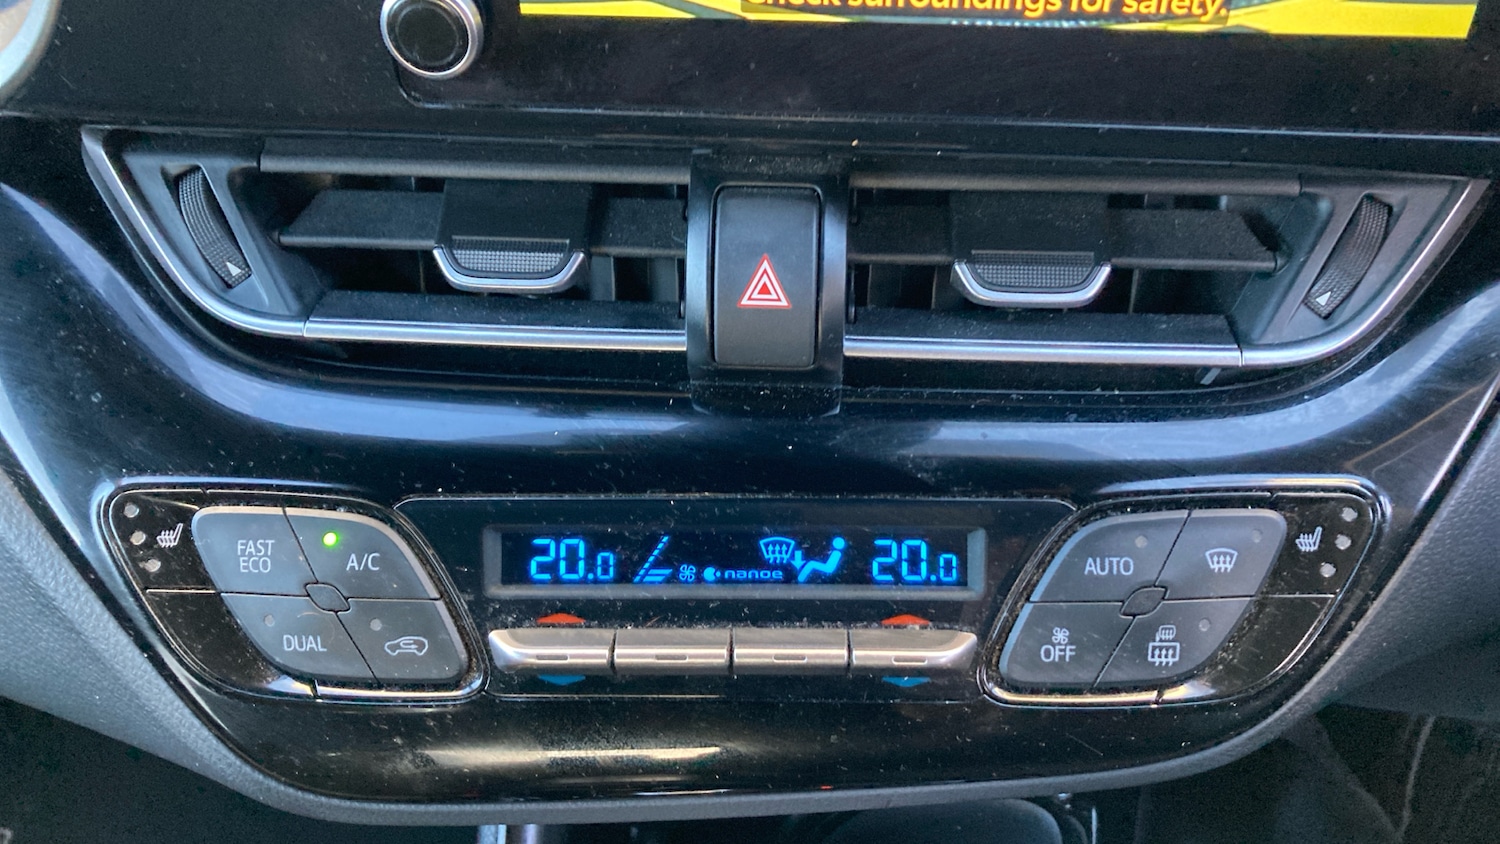 check surroundings for safety.
FAST
ECO
A/C
DUAL
20.0
nanoe
20.0
AUTO
OFF